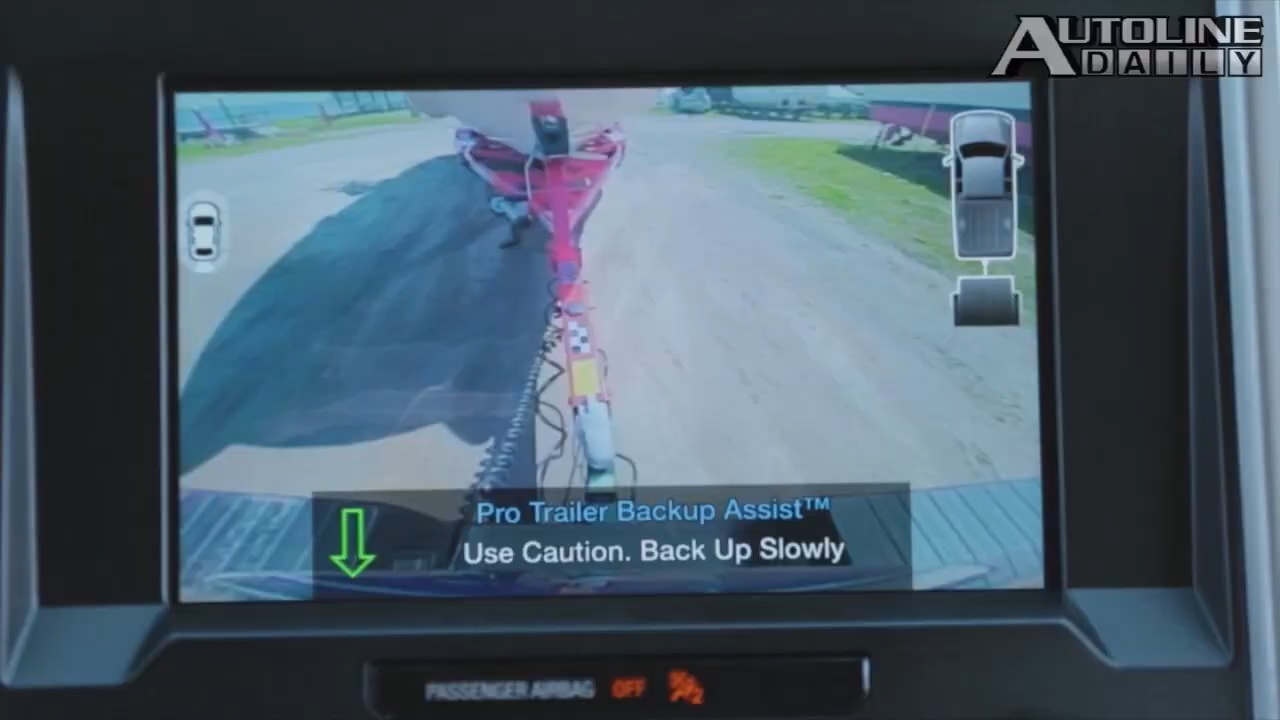 AUTOLINE
DAILY
Pro Trailer Backup Assist™
Use Caution. Back Up Slowly
PASSENGER AIRBAG OFF